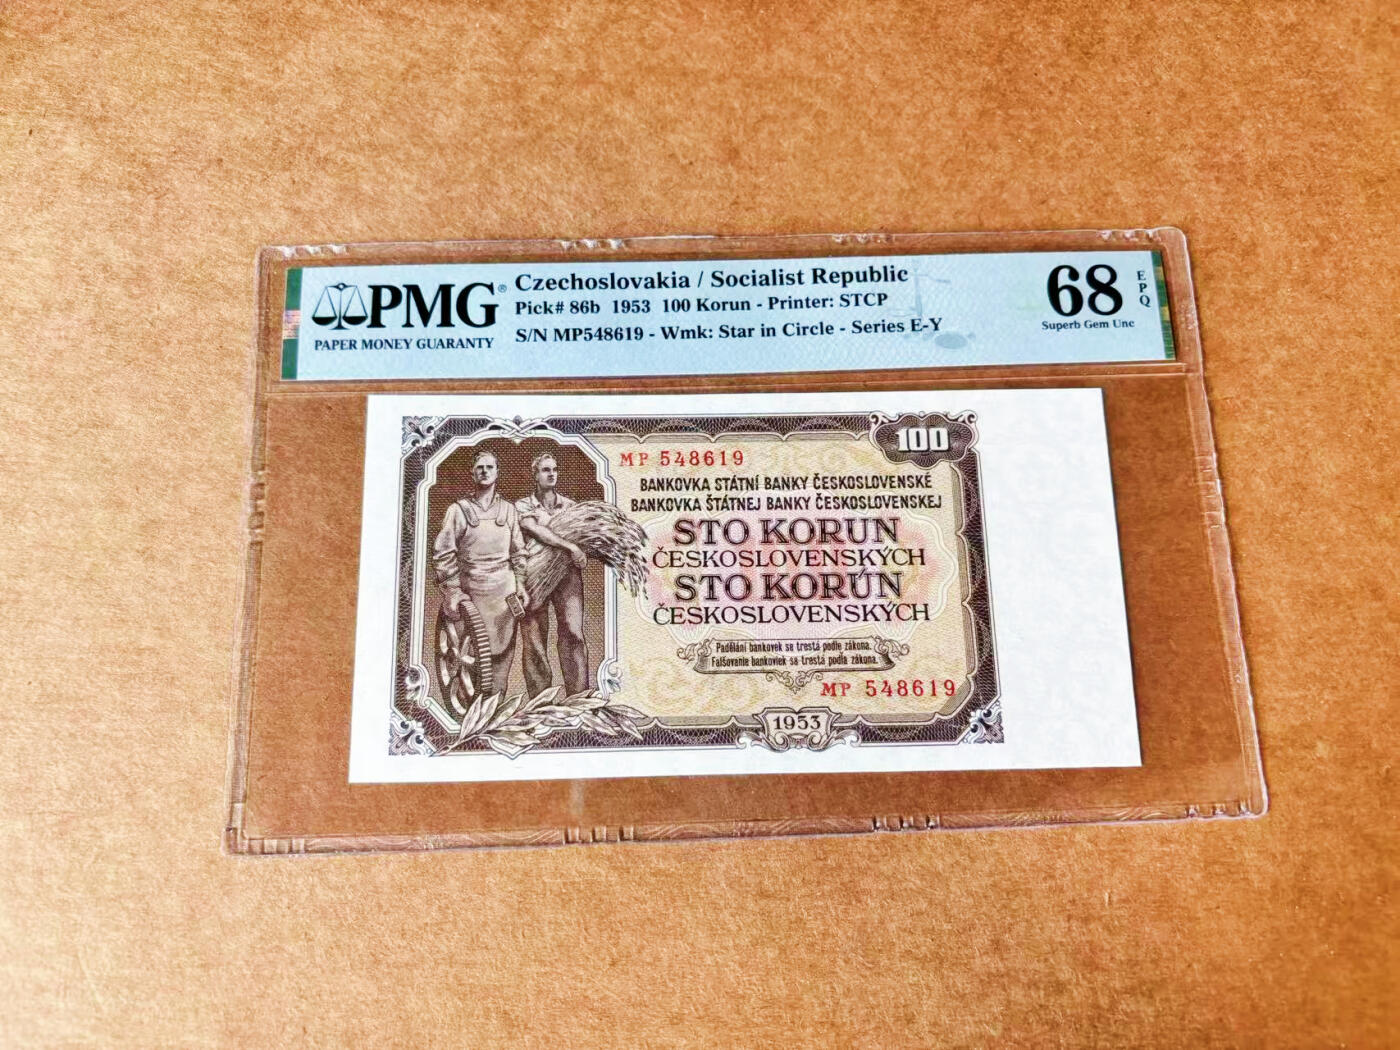 PMG®
PAPER MONEY GUARANTY
Czechoslovakia / Socialist Republic
Pick# 86b 1953 100 Korun - Printer: STCP
S/N MP548619 - Wmk: Star in Circle - Series E-Y
68
EPQ
Superb Gem Unc
100
MP 548619
BANKOVKA STÁTNÍ BANKY ČESKOSLOVENSKÉ
BANKOVKA ŠTÁTNEJ BANKY ČESKOSLOVENSKEJ
STO KORUN
ČESKOSLOVENSKÝCH
STO KORÚN
ČESKOSLOVENSKÝCH
Padělání bankovek se trestá podle zákona.
Falšovanie bankoviek sa trestá podľa zákona.
MP 548619
1953